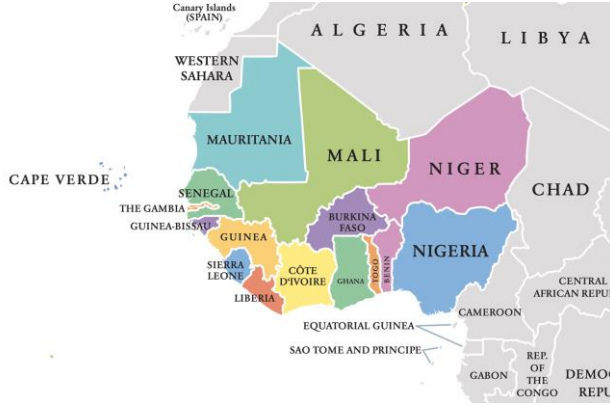 Canary Islands
(SPAIN)
ALGERIA
LIBYA
WESTERN
SAHARA
MAURITANIA
MALI
NIGER
CHAD
CAPE VERDE
SENEGAL
THE GAMBIA
GUINEA-BISSAU
BURKINA
FASO
GUINEA
NIGERIA
SIERRA
LEONE
CÔTE
D'IVOIRE
GHANA
TOGO
BENIN
LIBERIA
CENTRAL
AFRICAN REPU
CAMEROON
EQUATORIAL GUINEA
SAO TOME AND PRINCIPE
GABON
REP.
OF THE
CONGO
DEMOC
REPU